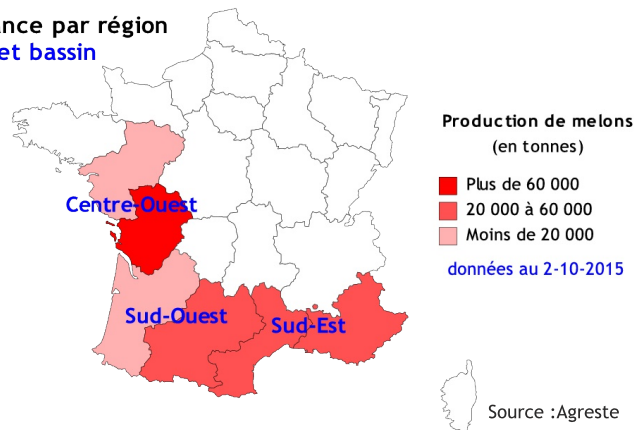 ance par région
et bassin
Production de melons
(en tonnes)
Plus de 60 000
20 000 à 60 000
Moins de 20 000
données au 2-10-2015
Centre-Ouest
Sud-Ouest
Sud-Est
Source :Agreste